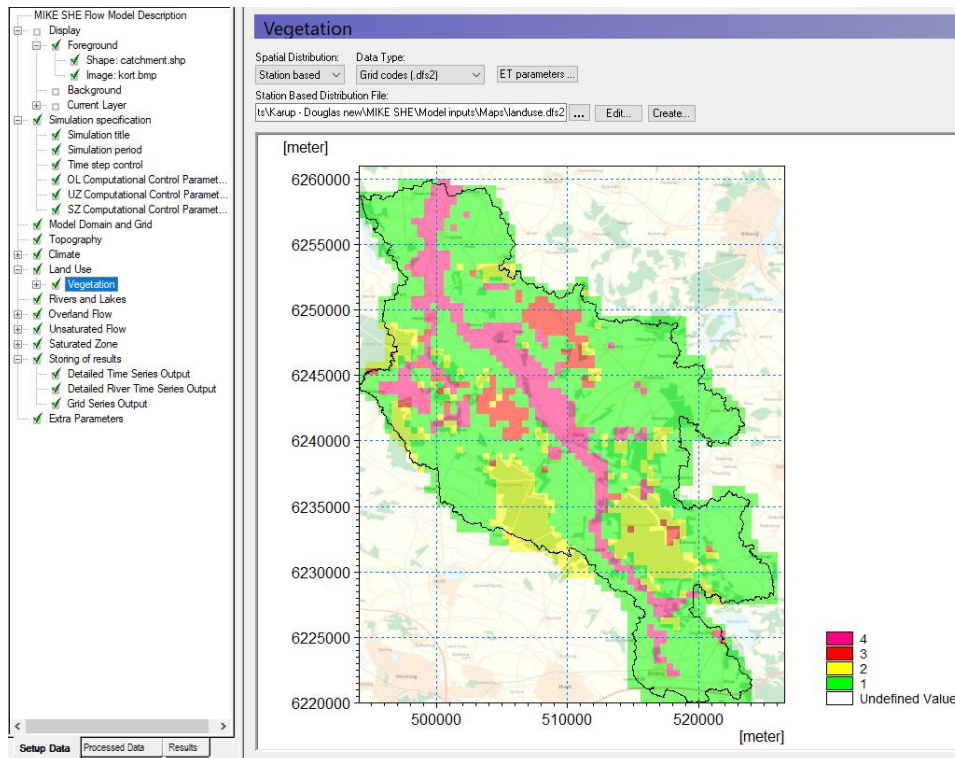 MIKE SHE Flow Model Description
Display
Foreground
Shape: catchment.shp
Image: kort.bmp
Background
Current Layer
Simulation specification
Simulation title
Simulation period
Time step control
OL Computational Control Paramet...
UZ Computational Control Paramet...
SZ Computational Control Paramet...
Model Domain and Grid
Topography
Climate
Land Use
Vegetation
Rivers and Lakes
Overland Flow
Unsaturated Flow
Saturated Zone
Storing of results
Detailed Time Series Output
Detailed River Time Series Output
Grid Series Output
Extra Parameters
Setup Data Processed Data Results
Vegetation
Spatial Distribution: Data Type:
Station based Grid codes (.dfs2) ET parameters ...
Station Based Distribution File:
ts\Karup - Douglas new\MIKE SHE\Model inputs\Maps\landuse.dfs2 ... Edit... Create...
[meter]
6260000
6255000
6250000
6245000
6240000
6235000
6230000
6225000
6220000
500000 510000 520000
[meter]
4
3
2
1
Undefined Value